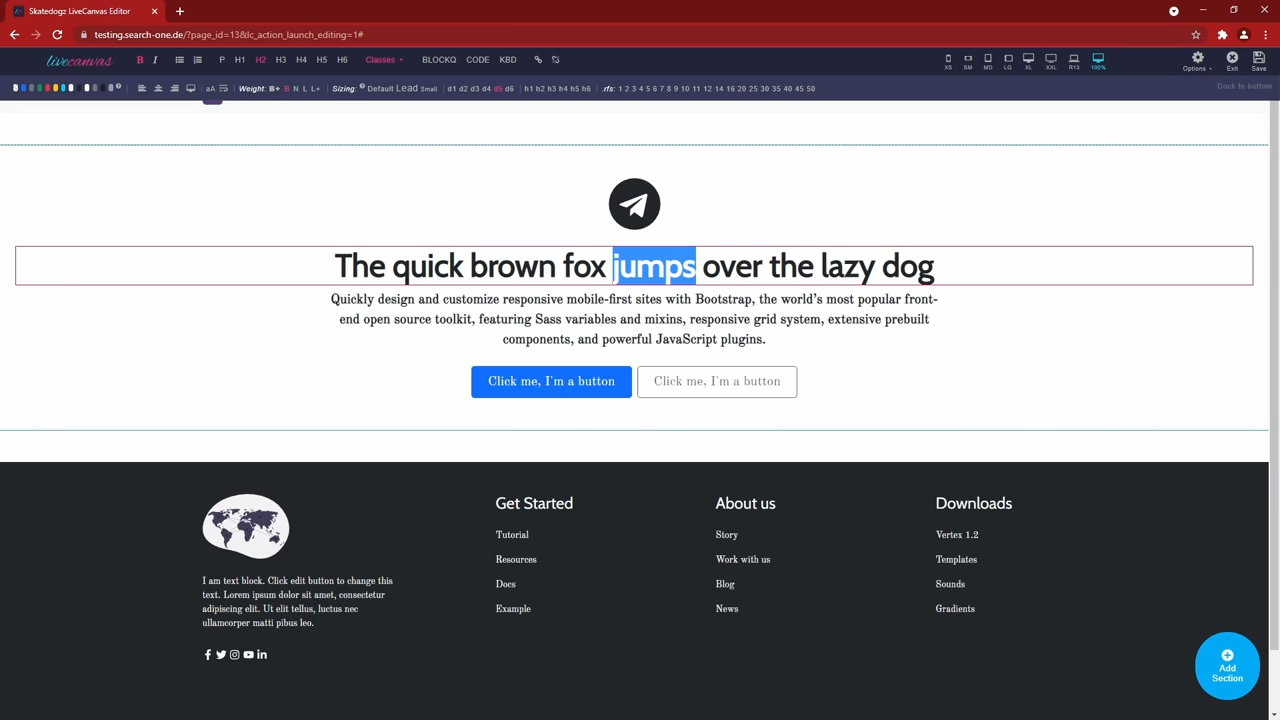 Skatedogz LiveCanvas Editor
testing.search-one.de/?page_id=13&lc_action_launch_editing=1#
livecanvas B I P H1 H2 H3 H4 H5 H6 Classes BLOCKQ CODE KBD XS SM MD LG XL XXL R13 100% Options Exit Save
aA Weight: B+ B N L L+ Sizing: Default Lead Small d1 d2 d3 d4 d5 d6 h1 h2 h3 h4 h5 h6 .rfs: 1 2 3 4 5 6 7 8 9 10 11 12 14 16 18 20 25 30 35 40 45 50 Dock to bottom
The quick brown fox jumps over the lazy dog
Quickly design and customize responsive mobile-first sites with Bootstrap, the world's most popular front-
end open source toolkit, featuring Sass variables and mixins, responsive grid system, extensive prebuilt
components, and powerful JavaScript plugins.
Click me, I'm a button Click me, I'm a button
Get Started
Tutorial
Resources
Docs
Example
About us
Story
Work with us
Blog
News
Downloads
Vertex 1.2
Templates
Sounds
Gradients
I am text block. Click edit button to change this
text. Lorem ipsum dolor sit amet, consectetur
adipiscing elit. Ut elit tellus, luctus nec
ullamcorper matti pibus leo.
Add
Section